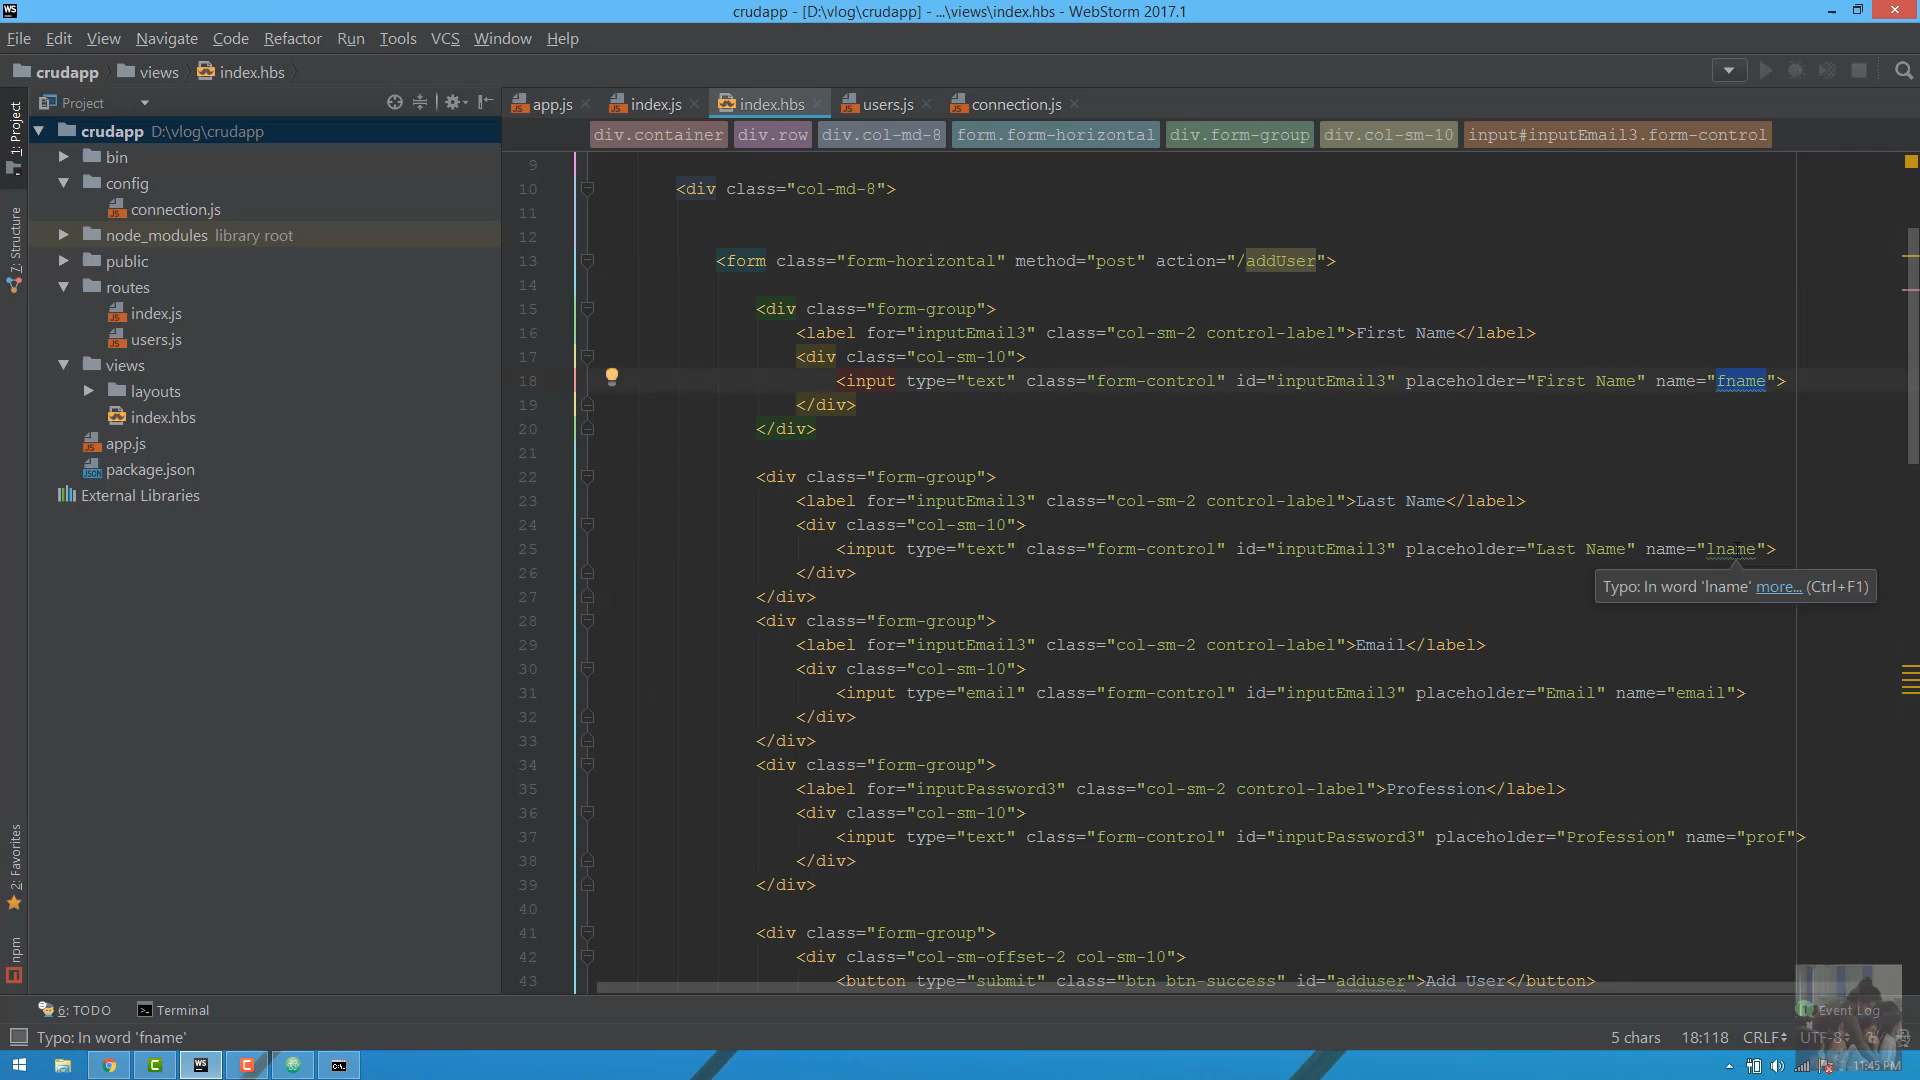 WS
crudapp - [D:\vlog\crudapp] - ...\views\index.hbs - WebStorm 2017.1
File Edit View Navigate Code Refactor Run Tools VCS Window Help
crudapp views index.hbs
Project
app.js index.js index.hbs users.js connection.js
div.container div.row div.col-md-8 form.form-horizontal div.form-group div.col-sm-10 input#inputEmail3.form-control
1: Project
7: Structure
2: Favorites
npm
crudapp D:\vlog\crudapp
bin
config
connection.js
node_modules library root
public
routes
index.js
users.js
views
layouts
index.hbs
app.js
package.json
External Libraries
9
10 <div class="col-md-8">
11
12
13 <form class="form-horizontal" method="post" action="/addUser">
14
15 <div class="form-group">
16 <label for="inputEmail3" class="col-sm-2 control-label">First Name</label>
17 <div class="col-sm-10">
18 <input type="text" class="form-control" id="inputEmail3" placeholder="First Name" name="fname">
19 </div>
20 </div>
21
22 <div class="form-group">
23 <label for="inputEmail3" class="col-sm-2 control-label">Last Name</label>
24 <div class="col-sm-10">
25 <input type="text" class="form-control" id="inputEmail3" placeholder="Last Name" name="lname">
26 </div>
Typo: In word 'lname' more... (Ctrl+F1)
27 </div>
28 <div class="form-group">
29 <label for="inputEmail3" class="col-sm-2 control-label">Email</label>
30 <div class="col-sm-10">
31 <input type="email" class="form-control" id="inputEmail3" placeholder="Email" name="email">
32 </div>
33 </div>
34 <div class="form-group">
35 <label for="inputPassword3" class="col-sm-2 control-label">Profession</label>
36 <div class="col-sm-10">
37 <input type="text" class="form-control" id="inputPassword3" placeholder="Profession" name="prof">
38 </div>
39 </div>
40
41 <div class="form-group">
42 <div class="col-sm-offset-2 col-sm-10">
43 <button type="submit" class="btn btn-success" id="adduser">Add User</button>
6: TODO Terminal Event Log
Typo: In word 'fname' 5 chars 18:118 CRLF UTF-8
11:45 PM